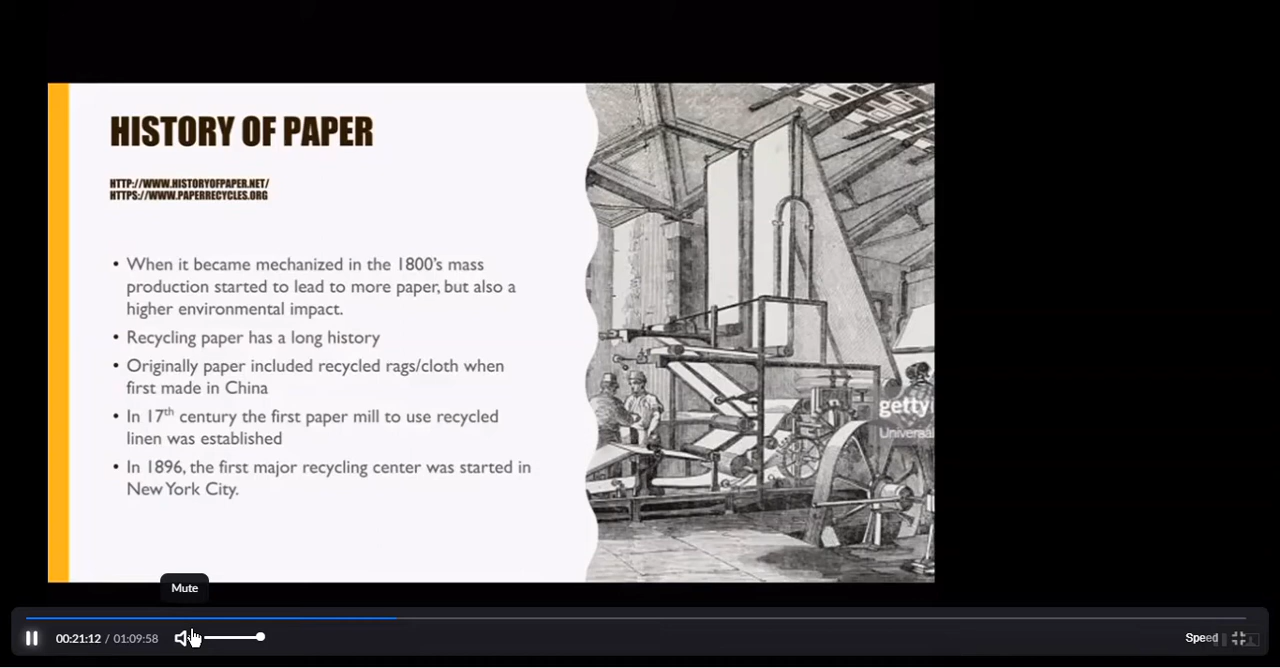 HISTORY OF PAPER
HTTP://WWW.HISTORYOFPAPER.NET/
HTTPS://WWW.PAPERRECYCLES.ORG
• When it became mechanized in the 1800's mass
production started to lead to more paper, but also a
higher environmental impact.
• Recycling paper has a long history
• Originally paper included recycled rags/cloth when
first made in China
• In 17th century the first paper mill to use recycled
linen was established
• In 1896, the first major recycling center was started in
New York City.
getty
Universal
Mute
00:21:12 / 01:09:58
Speed